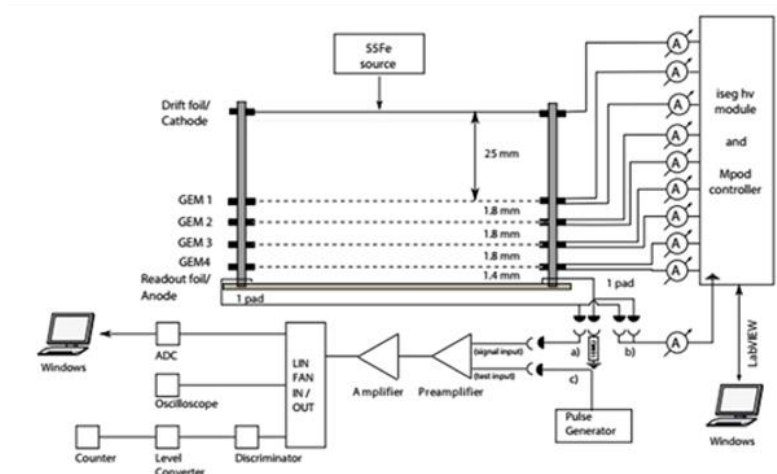 55Fe
source
Drift foil/
Cathode
25 mm
iseg hv
module
and
Mpod
controller
A
A
A
A
A
A
A
A
A
GEM 1
1.8 mm
GEM 2
1.8 mm
GEM 3
1.8 mm
GEM4
1.4 mm
Readout foil/
Anode
1 pad
1 pad
a)
b)
A
LabVIEW
Windows
ADC
LIN
FAN
IN /
OUT
Amplifier
Preamplifier
(signal input)
(test input)
c)
Oscilloscope
Pulse
Generator
Windows
Counter
Level
Converter
Discriminator